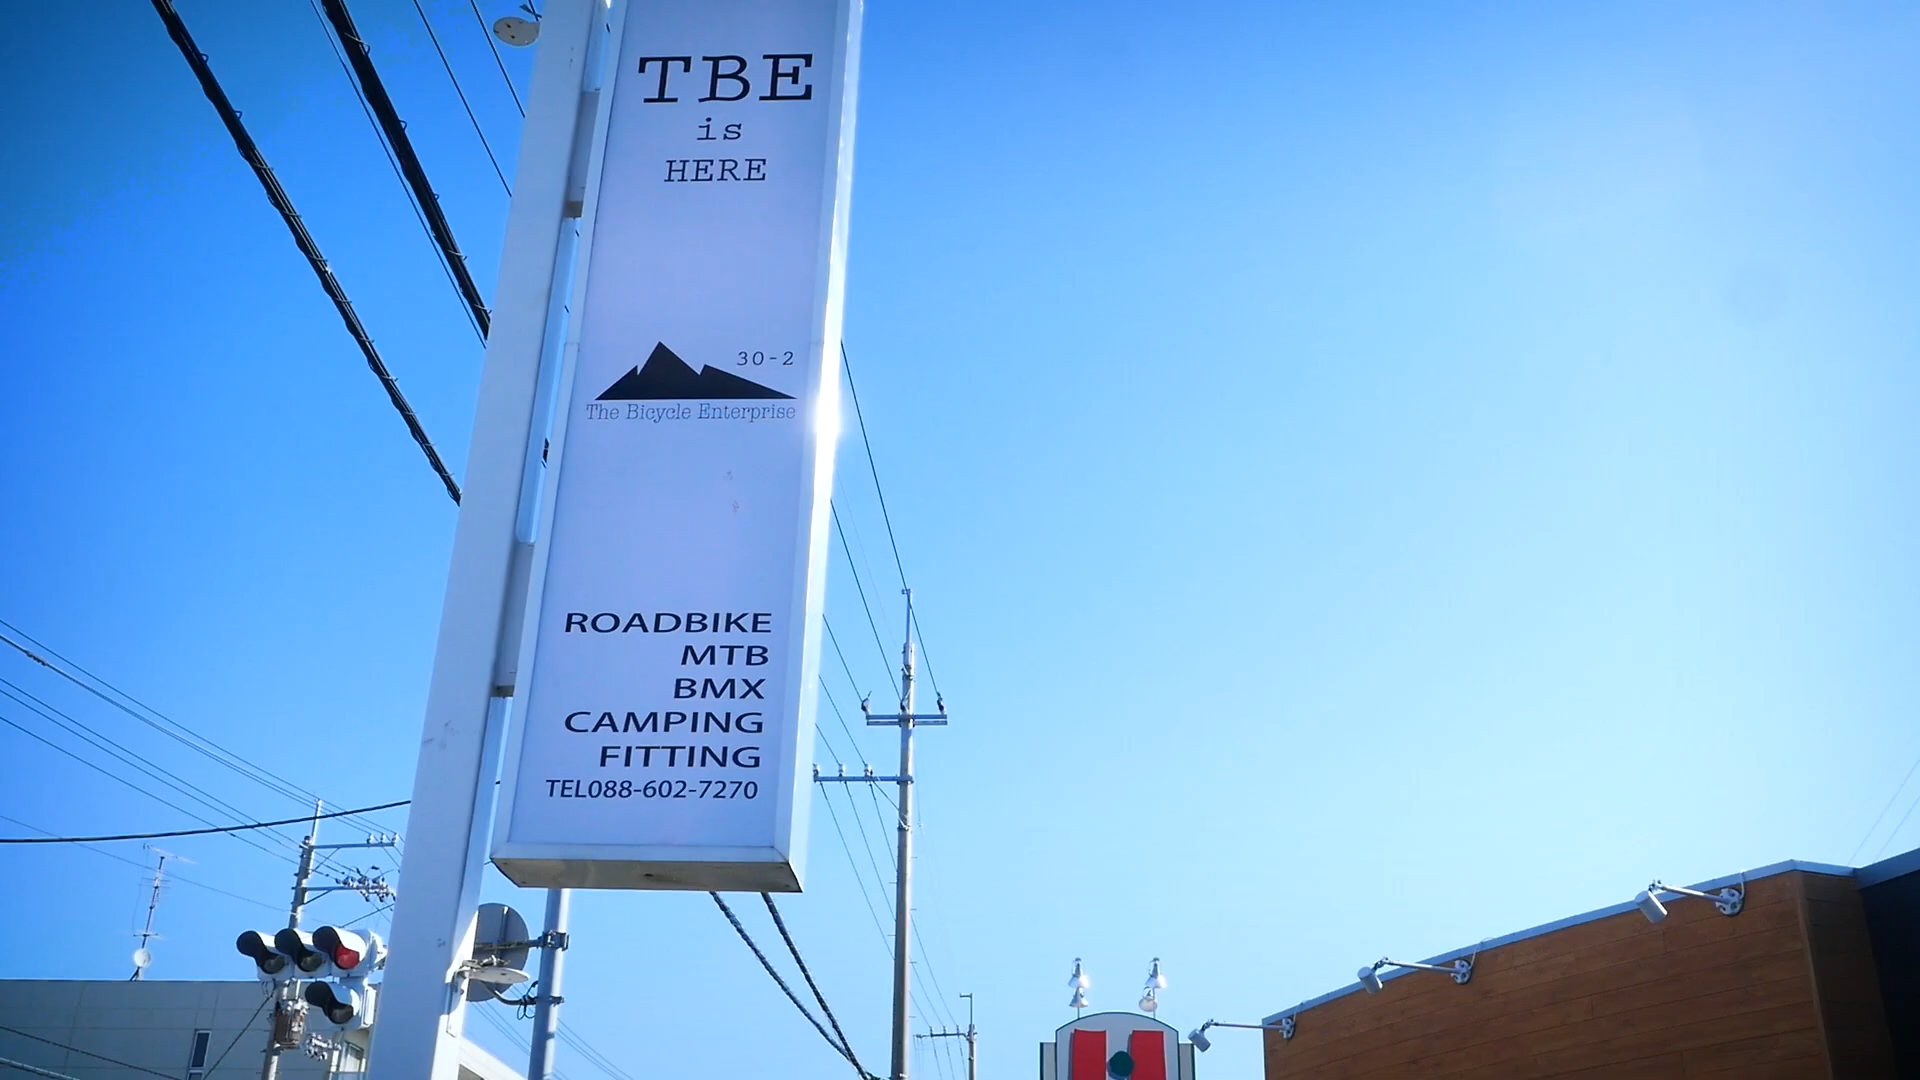 TBE
is
HERE
30-2
The Bicycle Enterprise
ROADBIKE
MTB
BMX
CAMPING
FITTING
TEL088-602-7270